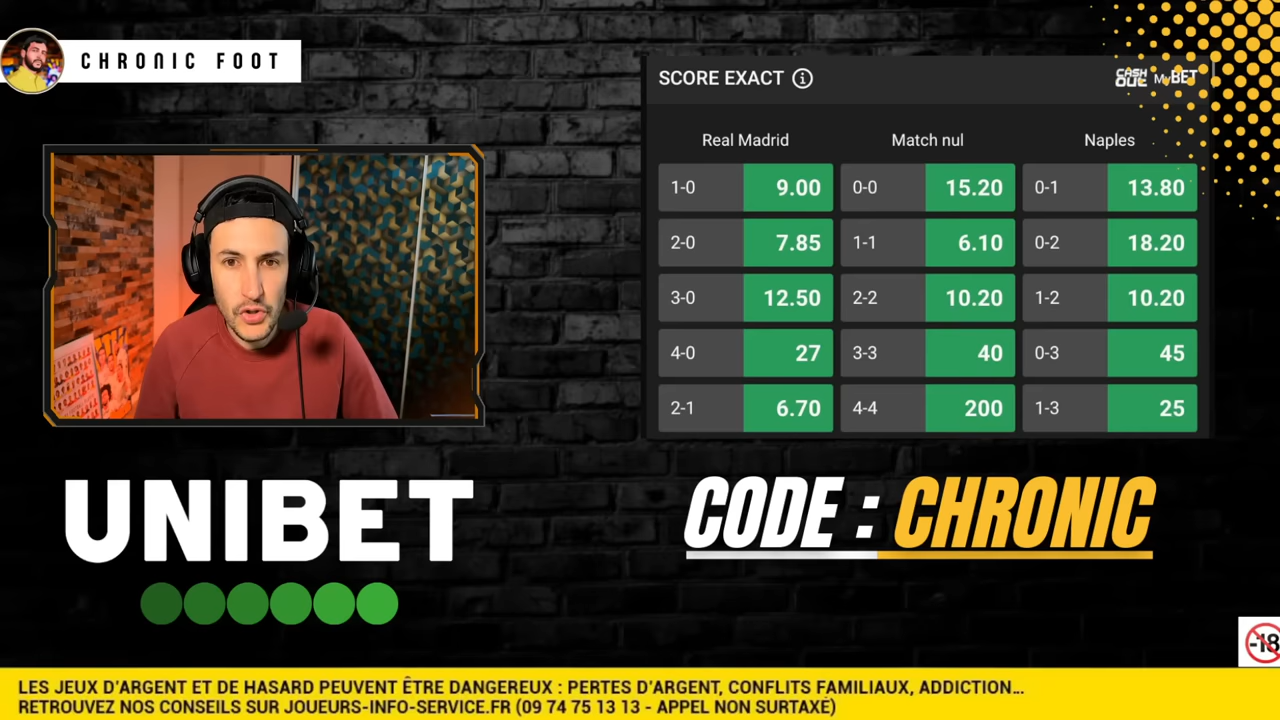 CHRONIC FOOT
SCORE EXACT
CASH OUT MyBET
Real Madrid Match nul Naples
1-0 9.00 0-0 15.20 0-1 13.80
2-0 7.85 1-1 6.10 0-2 18.20
3-0 12.50 2-2 10.20 1-2 10.20
4-0 27 3-3 40 0-3 45
2-1 6.70 4-4 200 1-3 25
UNIBET
CODE : CHRONIC
-18
LES JEUX D'ARGENT ET DE HASARD PEUVENT ÊTRE DANGEREUX : PERTES D'ARGENT, CONFLITS FAMILIAUX, ADDICTION...
RETROUVEZ NOS CONSEILS SUR JOUEURS-INFO-SERVICE.FR (09 74 75 13 13 - APPEL NON SURTAXÉ)